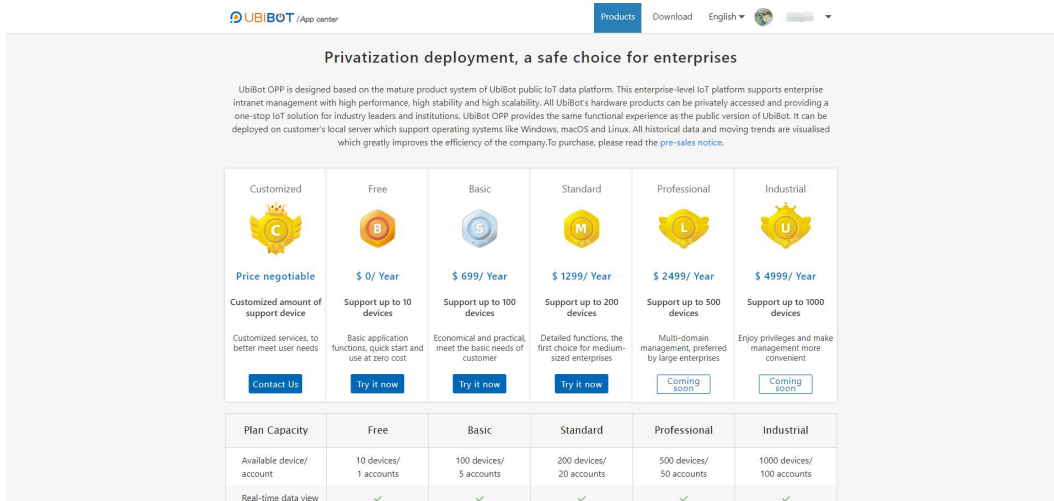 UBIBOT /App center
Products
Download
English
Privatization deployment, a safe choice for enterprises
UbiBot OPP is designed based on the mature product system of UbiBot public IoT data platform. This enterprise-level IoT platform supports enterprise
intranet management with high performance, high stability and high scalability. All UbiBot's hardware products can be privately accessed and providing a
one-stop IoT solution for industry leaders and institutions. UbiBot OPP provides the same functional experience as the public version of UbiBot. It can be
deployed on customer's local server which support operating systems like Windows, macOS and Linux. All historical data and moving trends are visualised
which greatly improves the efficiency of the company.To purchase, please read the pre-sales notice.
Customized
C
Price negotiable
Customized amount of
support device
Customized services, to
better meet user needs
Contact Us
Free
B
$ 0/ Year
Support up to 10
devices
Basic application
functions, quick start and
use at zero cost
Try it now
Basic
S
$ 699/ Year
Support up to 100
devices
Economical and practical,
meet the basic needs of
customer
Try it now
Standard
M
$ 1299/ Year
Support up to 200
devices
Detailed functions, the
first choice for medium-
sized enterprises
Try it now
Professional
L
$ 2499/ Year
Support up to 500
devices
Multi-domain
management, preferred
by large enterprises
Coming
soon
Industrial
U
$ 4999/ Year
Support up to 1000
devices
Enjoy privileges and make
management more
convenient
Coming
soon
Plan Capacity
Free
Basic
Standard
Professional
Industrial
Available device/
account
10 devices/
1 accounts
100 devices/
5 accounts
200 devices/
20 accounts
500 devices/
50 accounts
1000 devices/
100 accounts
Real-time data view